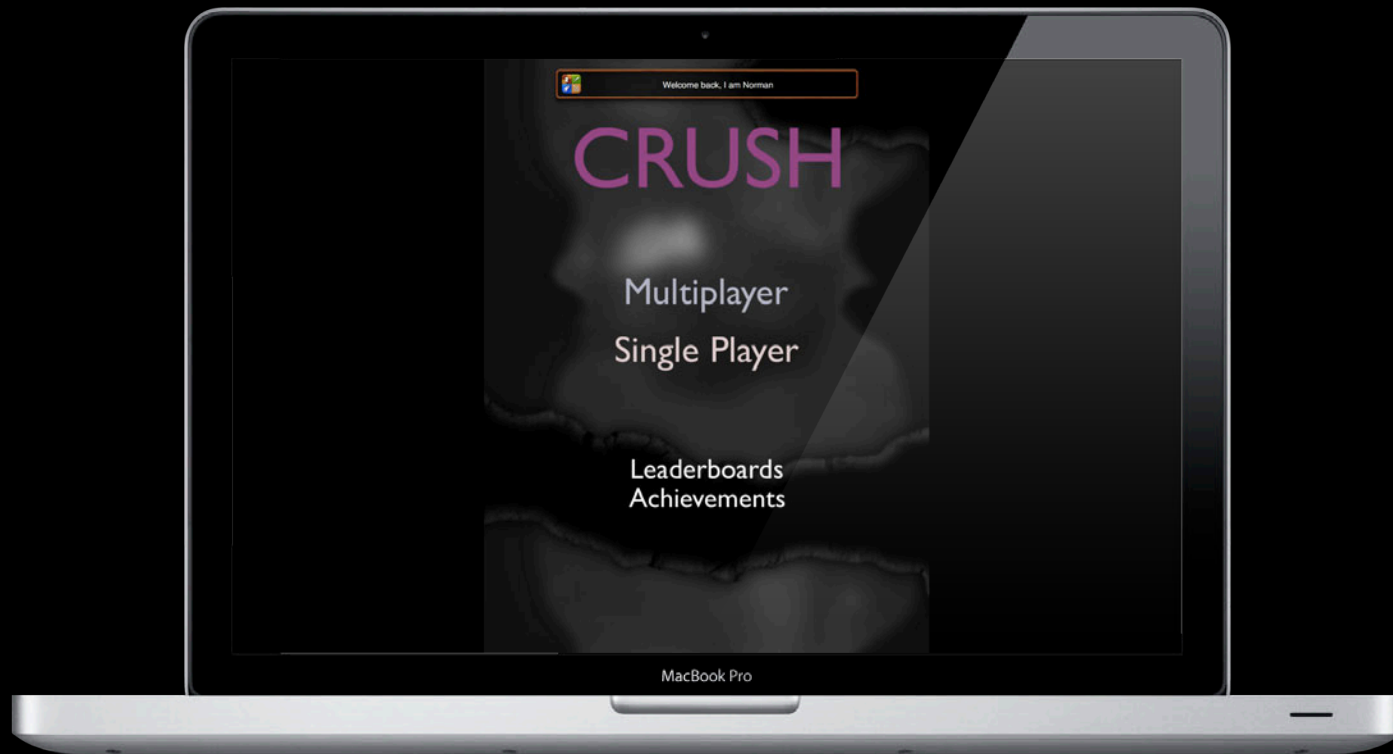 Welcome back, I am Norman
CRUSH
Multiplayer
Single Player
Leaderboards
Achievements
MacBook Pro